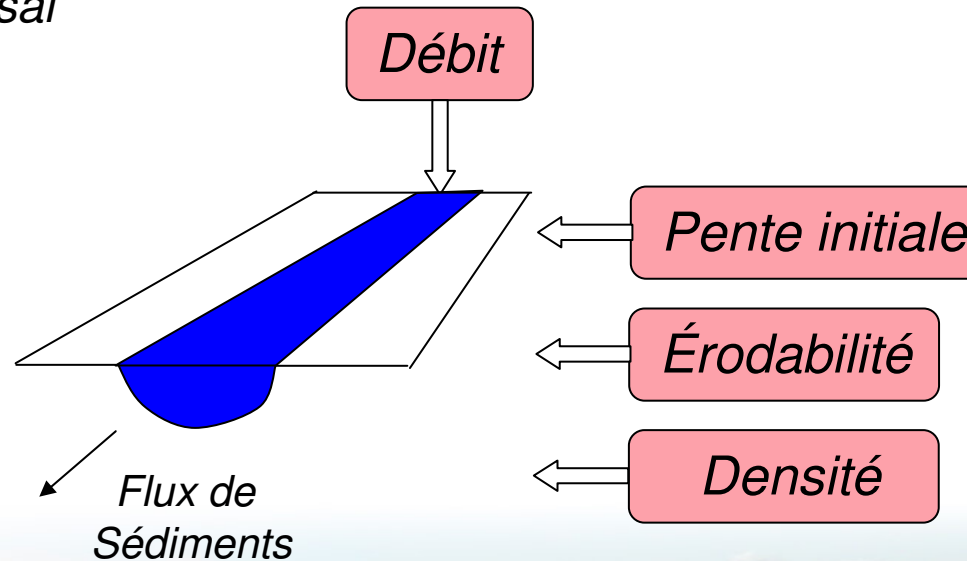 Débit
Pente initiale
Érodabilité
Densité
Flux de
Sédiments